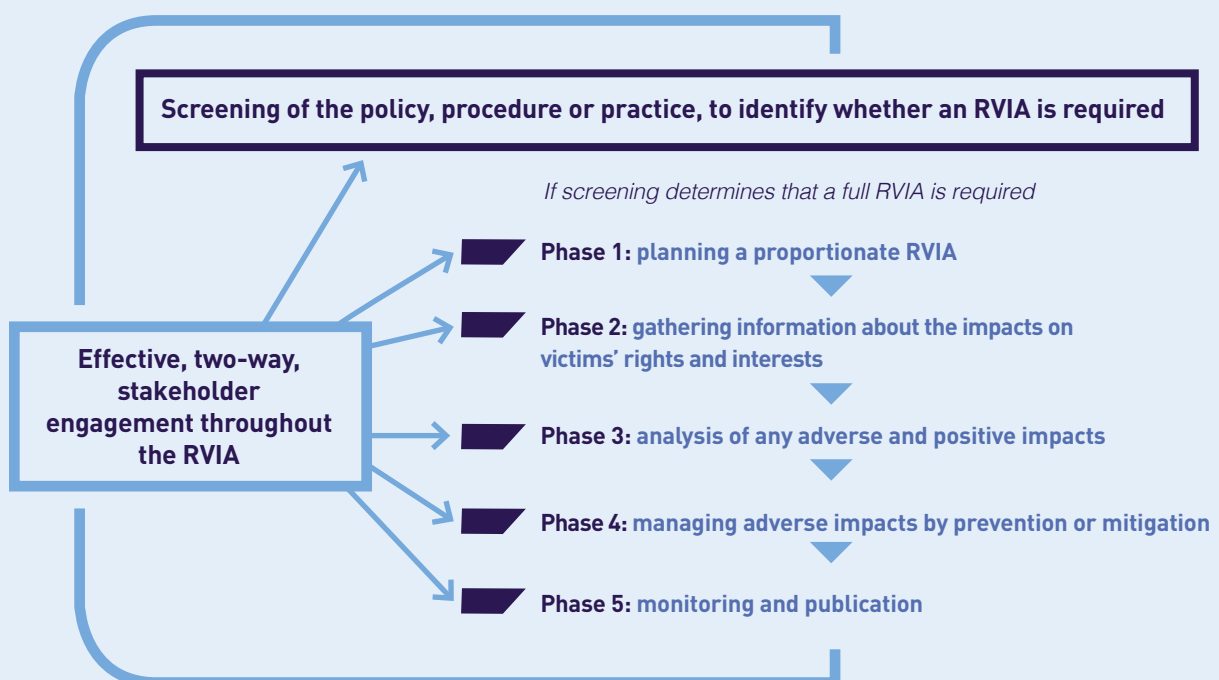 Screening of the policy, procedure or practice, to identify whether an RVIA is required
If screening determines that a full RVIA is required
Phase 1: planning a proportionate RVIA
Phase 2: gathering information about the impacts on
victims’ rights and interests
Phase 3: analysis of any adverse and positive impacts
Phase 4: managing adverse impacts by prevention or mitigation
Phase 5: monitoring and publication
Effective, two-way,
stakeholder
engagement throughout
the RVIA